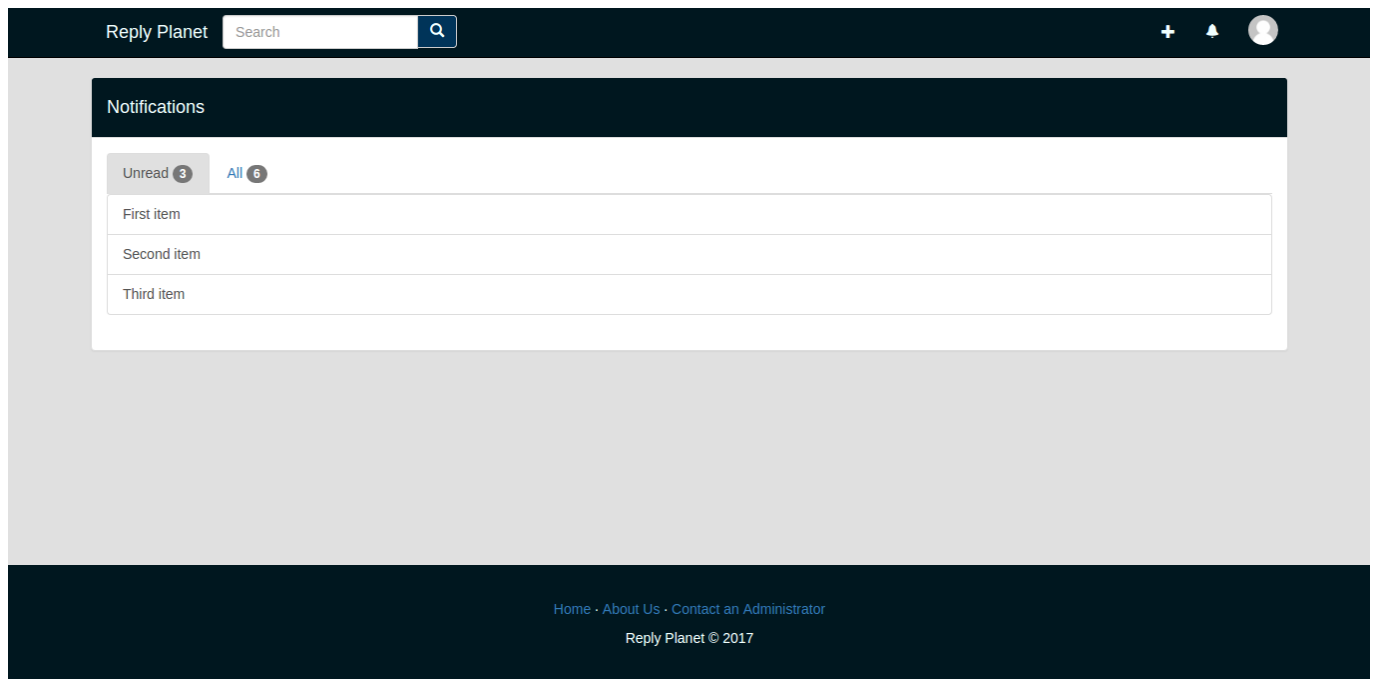 Reply Planet Search
Notifications
Unread 3 All 6
First item
Second item
Third item
Home · About Us · Contact an Administrator
Reply Planet © 2017